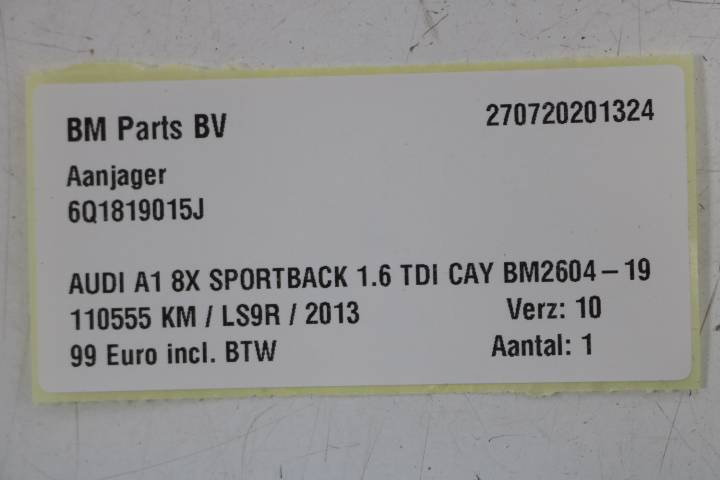 BM Parts BV 270720201324
Aanjager
6Q1819015J
AUDI A1 8X SPORTBACK 1.6 TDI CAY BM2604-19
110555 KM / LS9R / 2013 Verz: 10
99 Euro incl. BTW Aantal: 1